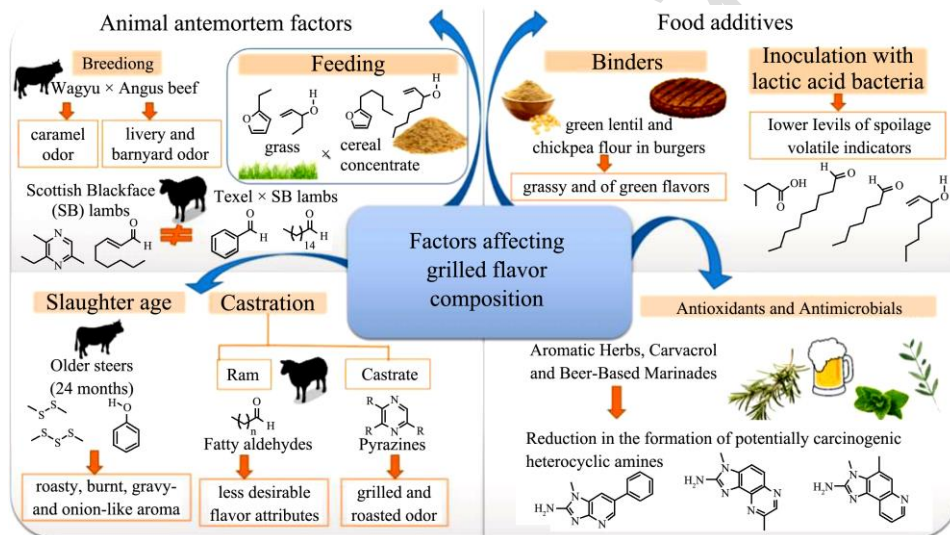 Animal antemortem factors
Breediong
Wagyu × Angus beef
caramel
odor
livery and
barnyard odor
Scottish Blackface
(SB) lambs
Texel × SB lambs
N
N
O
H
O
H
14
O
H
Feeding
O
H
O
grass
×
O
H
O
cereal
concentrate
Food additives
Binders
green lentil and
chickpea flour in burgers
grassy and of green flavors
Inoculation with
lactic acid bacteria
Iower Ievils of spoilage
volatile indicators
O
OH
O
O
OH
Factors affecting
grilled flavor
composition
Slaughter age
Older steers
(24 months)
S
S
S
S
S
H
O
roasty, burnt, gravy-
and onion-like aroma
Castration
Ram
n
O
H
Fatty aldehydes
less desirable
flavor attributes
Castrate
R
N
R
N
R
Pyrazines
grilled and
roasted odor
Antioxidants and Antimicrobials
Aromatic Herbs, Carvacrol
and Beer-Based Marinades
Reduction in the formation of potentially carcinogenic
heterocyclic amines
N
H2N
N
N
N
H2N
N
N
N
N
H2N
N
N